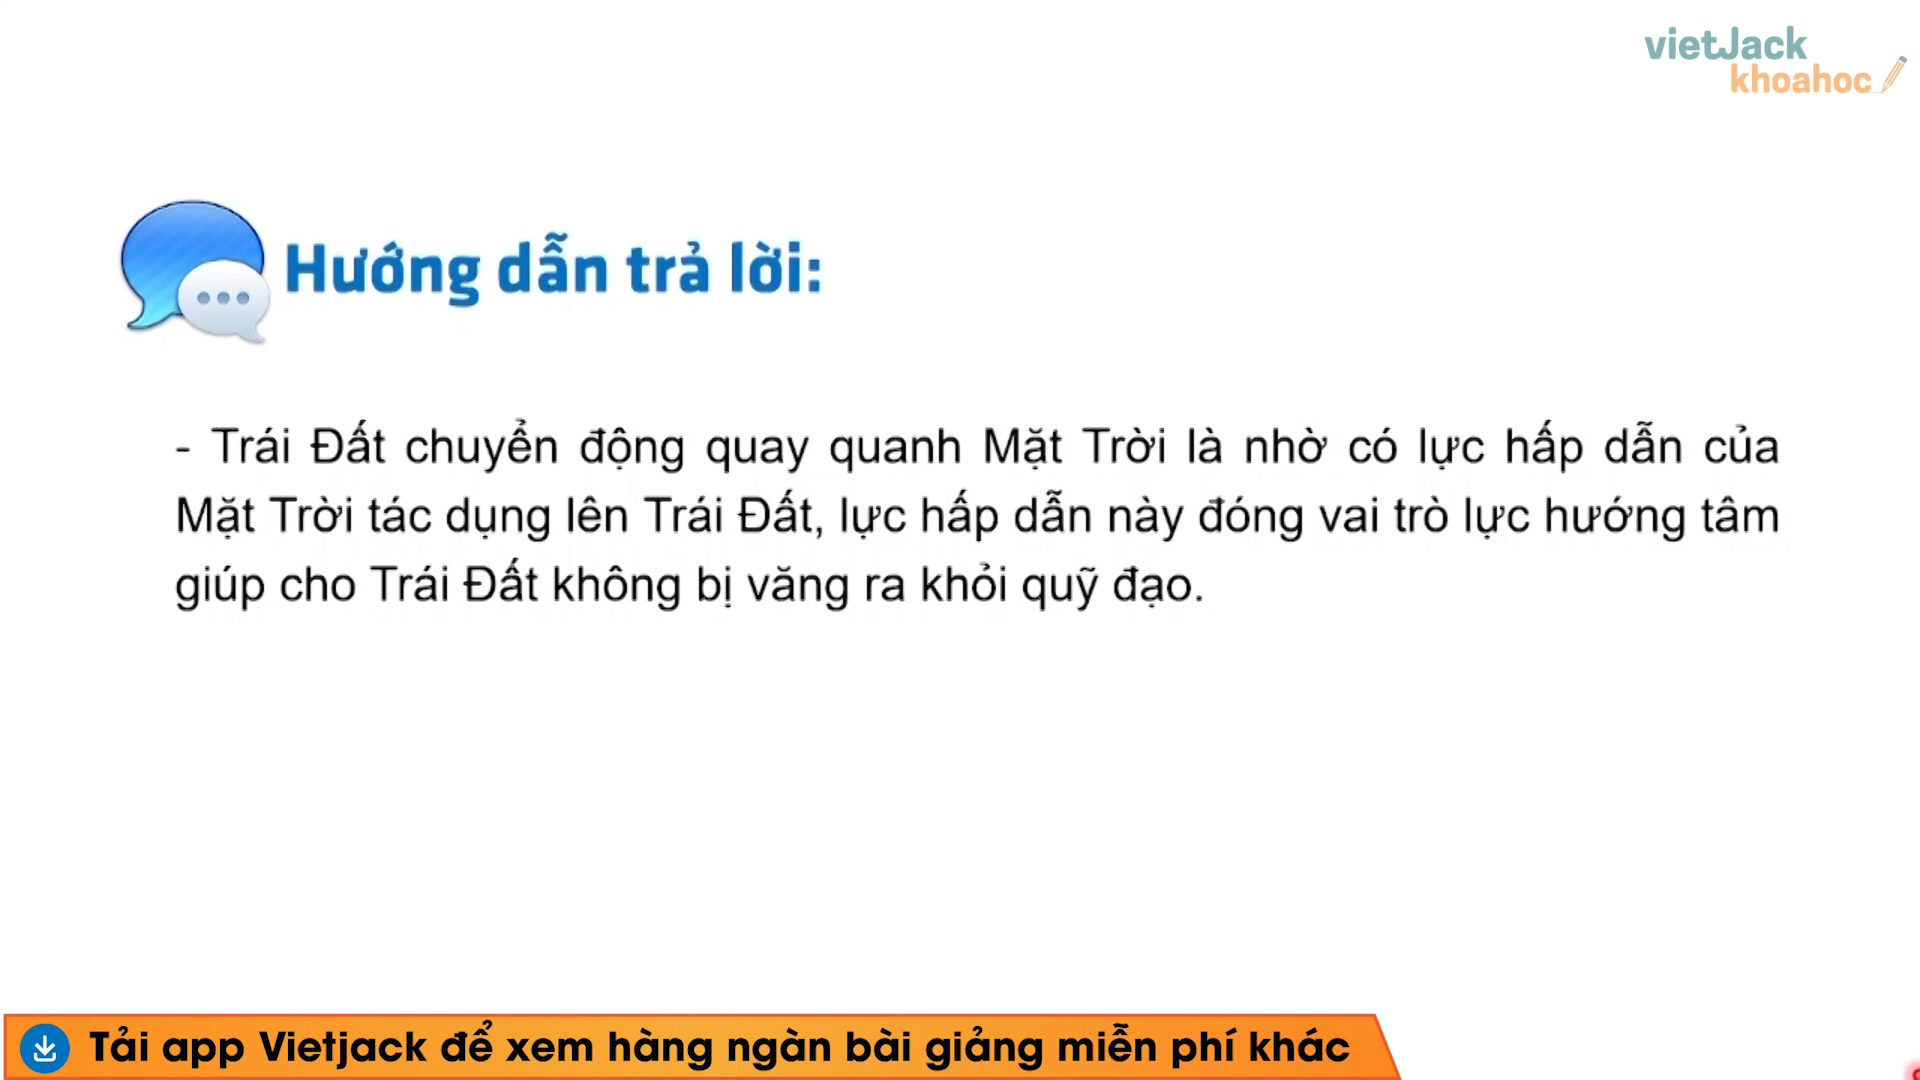 vietJack
khoahoc
Hướng dẫn trả lời:
- Trái Đất chuyển động quay quanh Mặt Trời là nhờ có lực hấp dẫn của
Mặt Trời tác dụng lên Trái Đất, lực hấp dẫn này đóng vai trò lực hướng tâm
giúp cho Trái Đất không bị văng ra khỏi quỹ đạo.
Tải app Vietjack để xem hàng ngàn bài giảng miễn phí khác